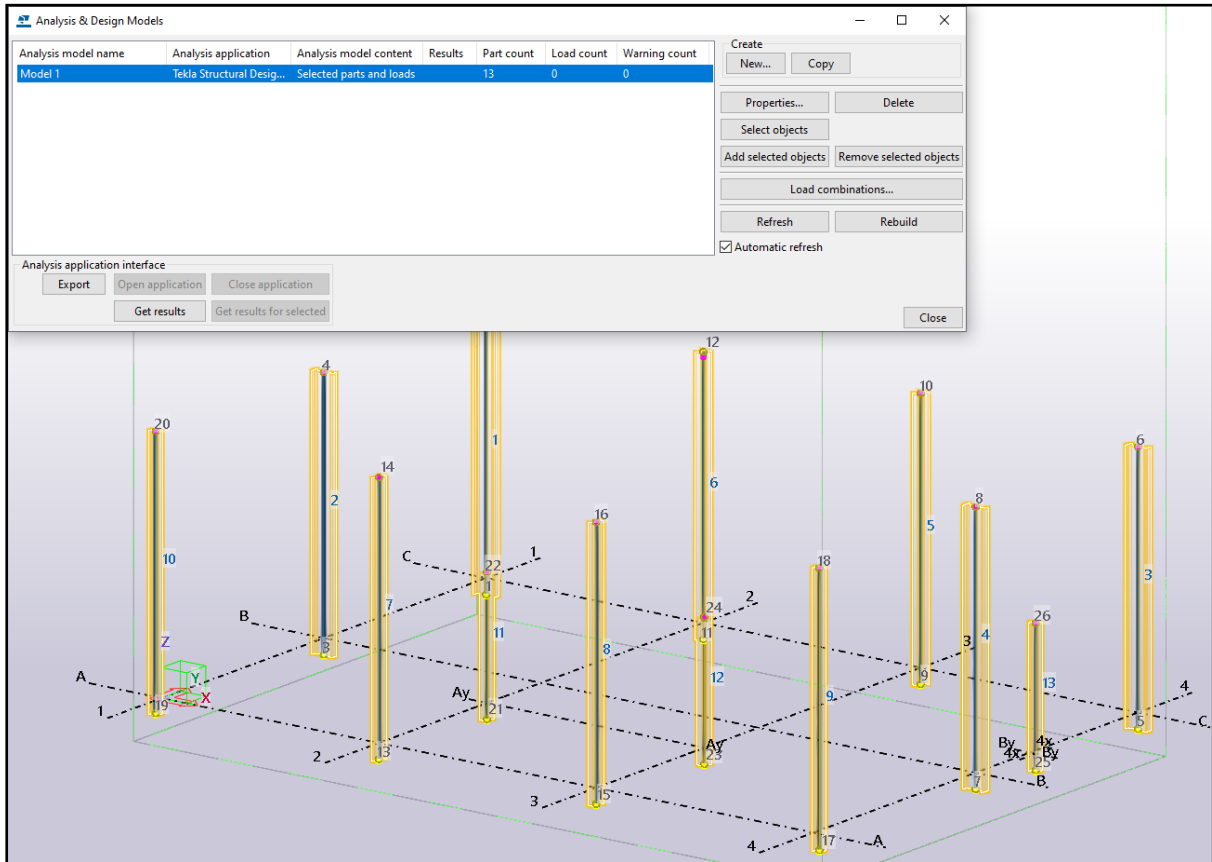 Analysis & Design Models
Analysis model name Analysis application Analysis model content Results Part count Load count Warning count
Model 1 Tekla Structural Desig... Selected parts and loads 13 0 0
Create
New... Copy
Properties... Delete
Select objects
Add selected objects Remove selected objects
Load combinations...
Refresh Rebuild
Automatic refresh
Analysis application interface
Export Open application Close application
Get results Get results for selected
Close
4 12 10
20 1 6
14 6 8
2 16 5
10 18 3
C 1
22
1 2
B 7 24 26
11 11 3 4
Z 3 8 12 9 13
A Y 9 4
19 X Ay C
1 21 5
2 13 Ay By 4x
23 4x By
25
3 15 7 B
4 17 A